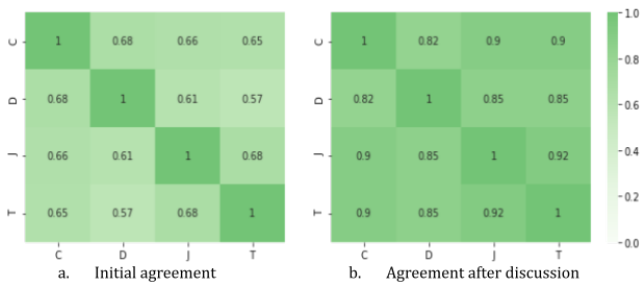 C 1 0.68 0.66 0.65
D 0.68 1 0.61 0.57
J 0.66 0.61 1 0.68
T 0.65 0.57 0.68 1
C D J T
a. Initial agreement
C 1 0.82 0.9 0.9
D 0.82 1 0.85 0.85
J 0.9 0.85 1 0.92
T 0.9 0.85 0.92 1
C D J T
b. Agreement after discussion
1.0
0.8
0.6
0.4
0.2
0.0